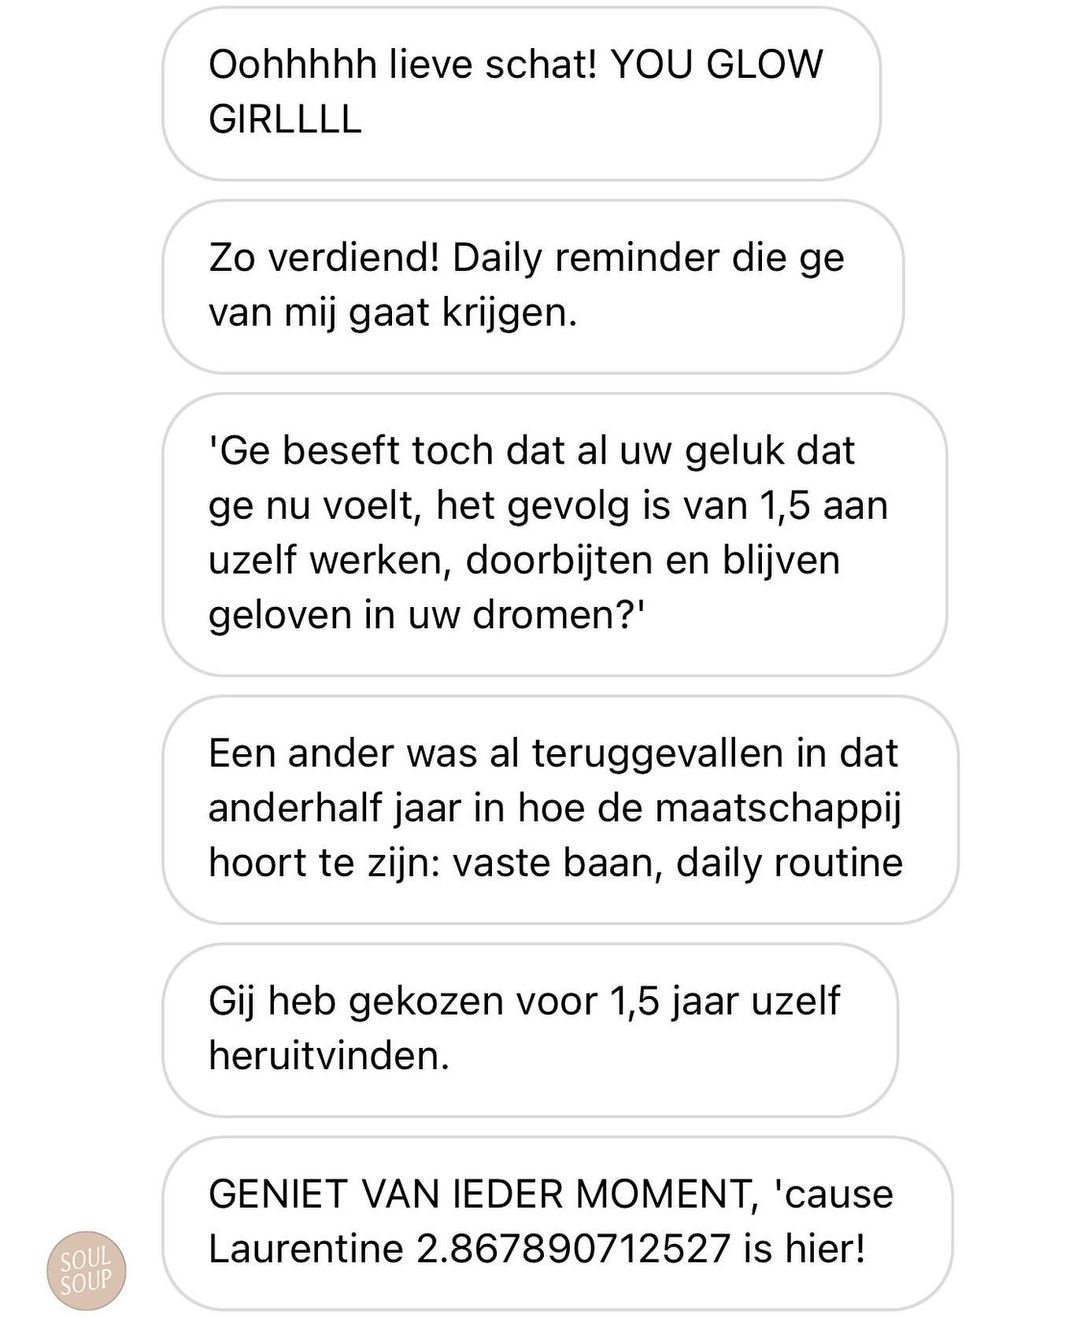 Oohhhhh lieve schat! YOU GLOW
GIRLLLL
Zo verdiend! Daily reminder die ge
van mij gaat krijgen.
'Ge beseft toch dat al uw geluk dat
ge nu voelt, het gevolg is van 1,5 aan
uzelf werken, doorbijten en blijven
geloven in uw dromen?'
Een ander was al teruggevallen in dat
anderhalf jaar in hoe de maatschappij
hoort te zijn: vaste baan, daily routine
Gij heb gekozen voor 1,5 jaar uzelf
heruitvinden.
GENIET VAN IEDER MOMENT, 'cause
Laurentine 2.867890712527 is hier!
SOUL
SOUP